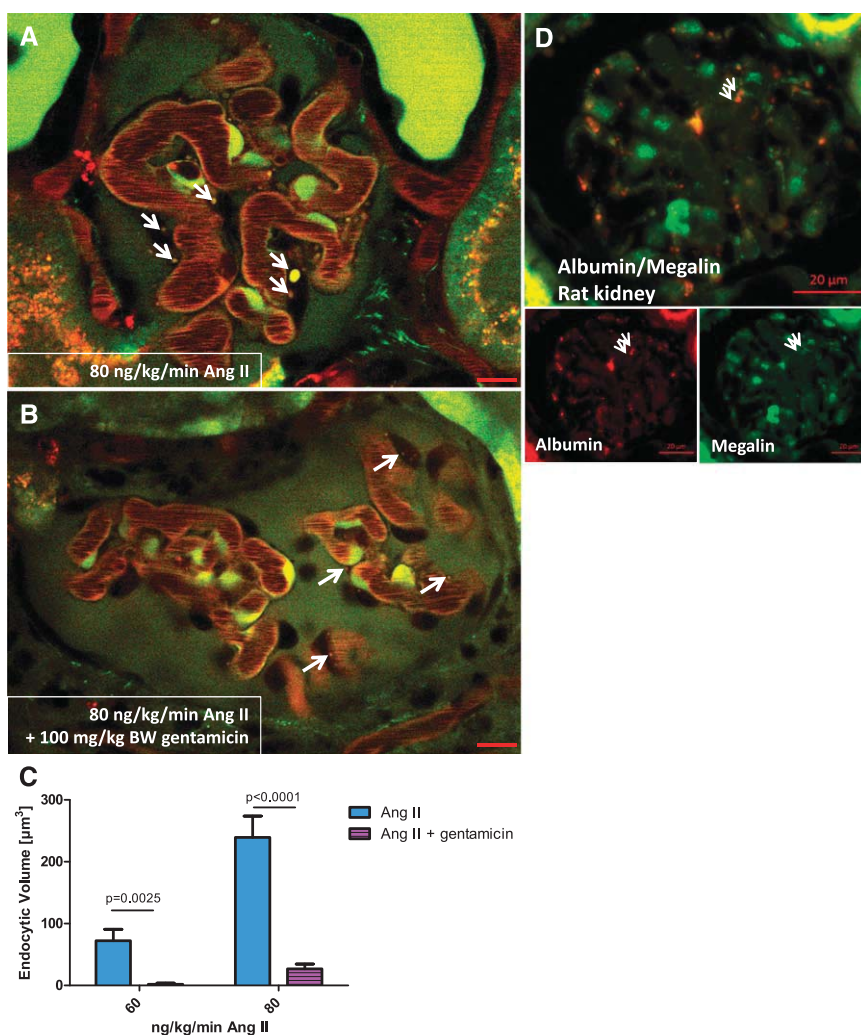 A
80 ng/kg/min Ang II
B
80 ng/kg/min Ang II
+ 100 mg/kg BW gentamicin
D
Albumin/Megalin
Rat kidney
20 µm
Albumin
20 µm
Megalin
20 µm
C
Endocytic Volume [µm³]
300
200
100
0
p=0.0025
p<0.0001
60
80
ng/kg/min Ang II
Ang II
Ang II + gentamicin